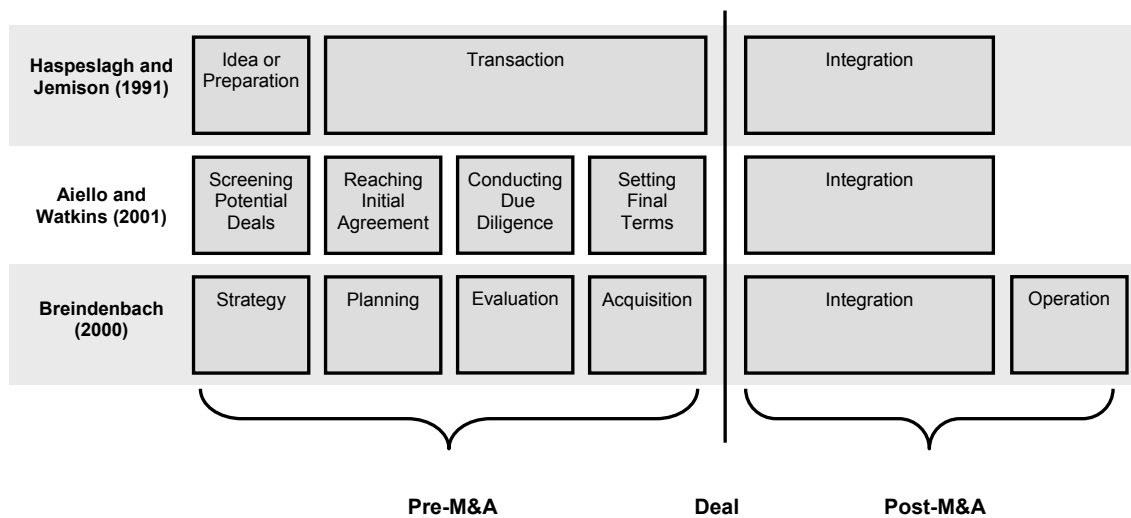 Haspeslagh and
Jemison (1991)
Idea or
Preparation
Transaction
Integration
Aiello and
Watkins (2001)
Screening
Potential
Deals
Reaching
Initial
Agreement
Conducting
Due
Diligence
Setting
Final
Terms
Integration
Breindenbach
(2000)
Strategy
Planning
Evaluation
Acquisition
Integration
Operation
Pre-M&A
Deal
Post-M&A